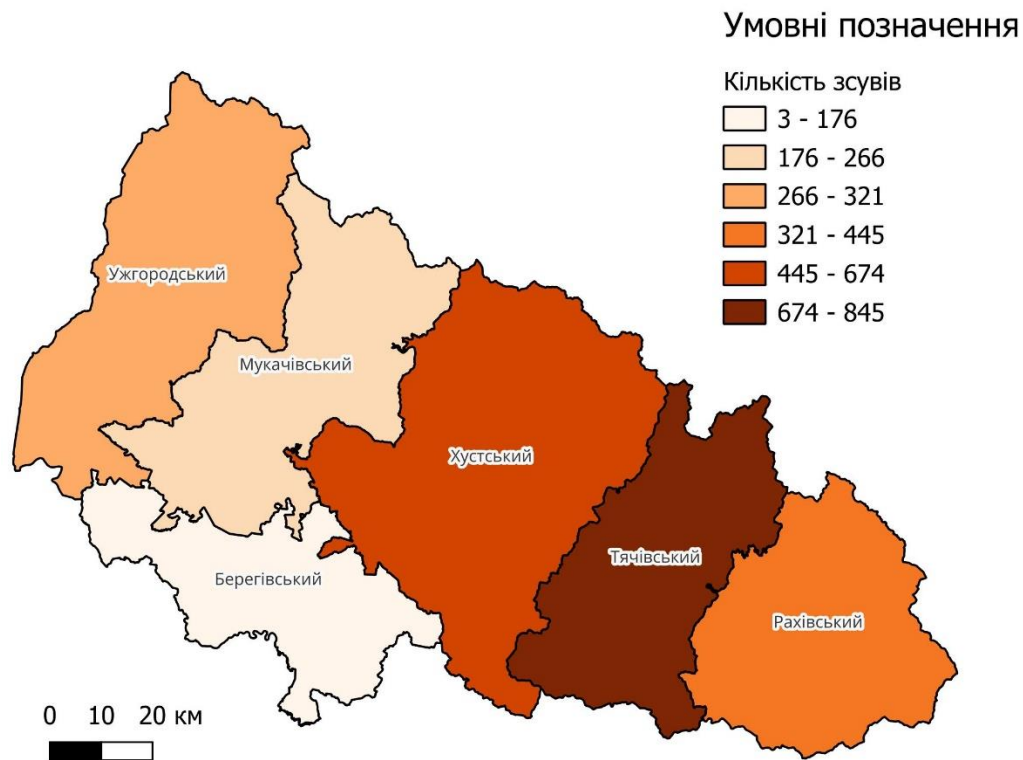 Умовні позначення
Кількість зсувів
3 - 176
176 - 266
266 - 321
321 - 445
445 - 674
674 - 845
Ужгородський
Мукачівський
Хустський
Тячівський
Берегівський
Рахівський
0 10 20 км